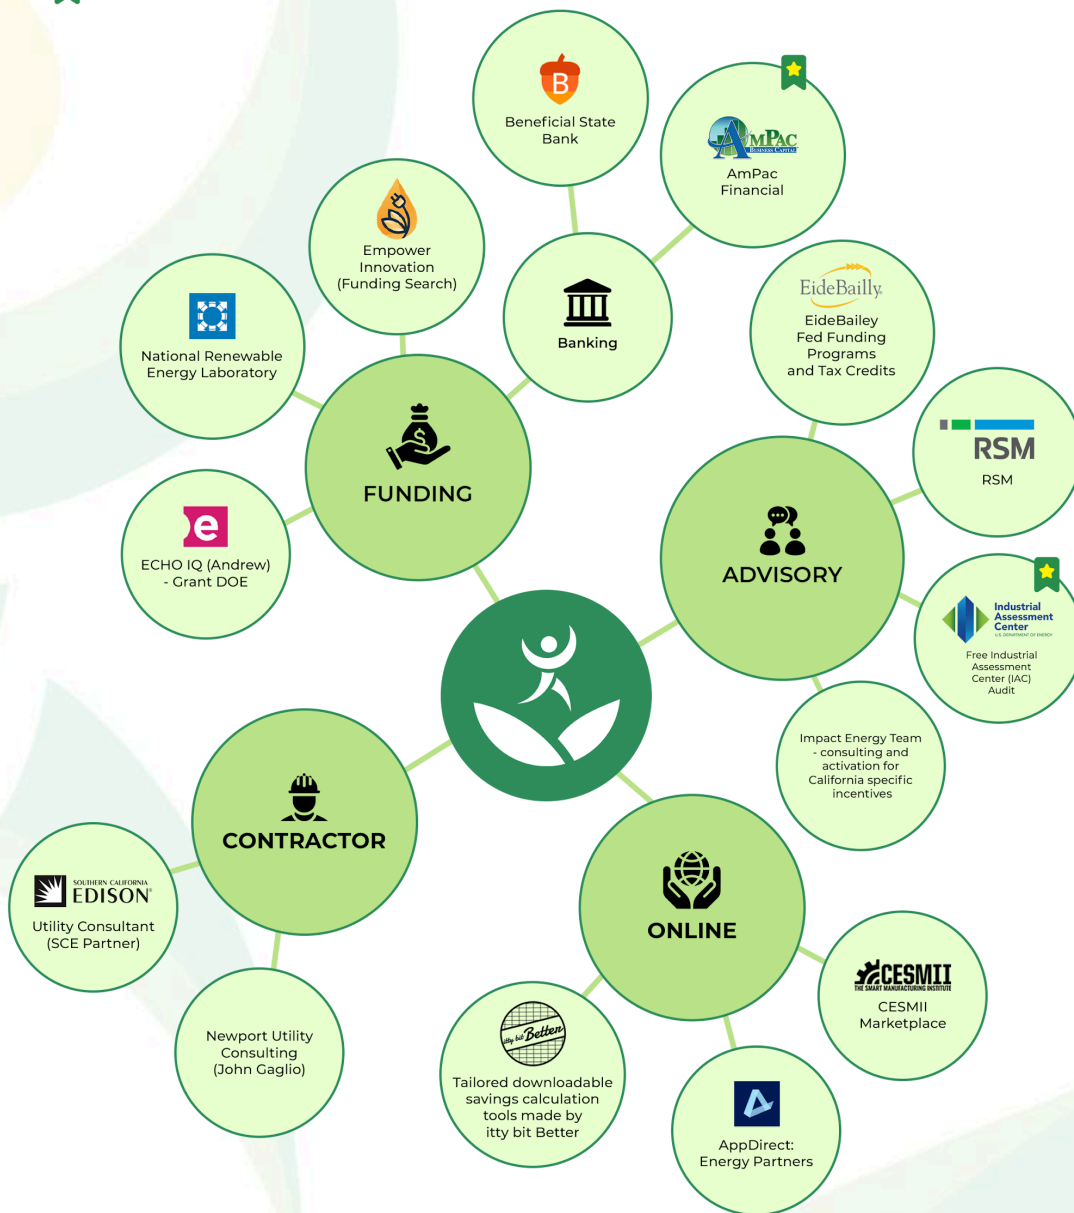 B
Beneficial State
Bank
AMPAC
BUSINESS CAPITAL
AmPac
Financial
Empower
Innovation
(Funding Search)
Banking
National Renewable
Energy Laboratory
EideBailly
EideBailey
Fed Funding
Programs
and Tax Credits
$
FUNDING
RSM
RSM
e
ECHO IQ (Andrew)
- Grant DOE
ADVISORY
Industrial
Assessment
Center
U.S. DEPARTMENT OF ENERGY
Free Industrial
Assessment
Center (IAC)
Audit
Impact Energy Team
- consulting and
activation for
California specific
incentives
CONTRACTOR
SOUTHERN CALIFORNIA
EDISON®
Utility Consultant
(SCE Partner)
Newport Utility
Consulting
(John Gaglio)
ONLINE
CESMII
THE SMART MANUFACTURING INSTITUTE
CESMII
Marketplace
itty bit Better
Tailored downloadable
savings calculation
tools made by
itty bit Better
AppDirect:
Energy Partners